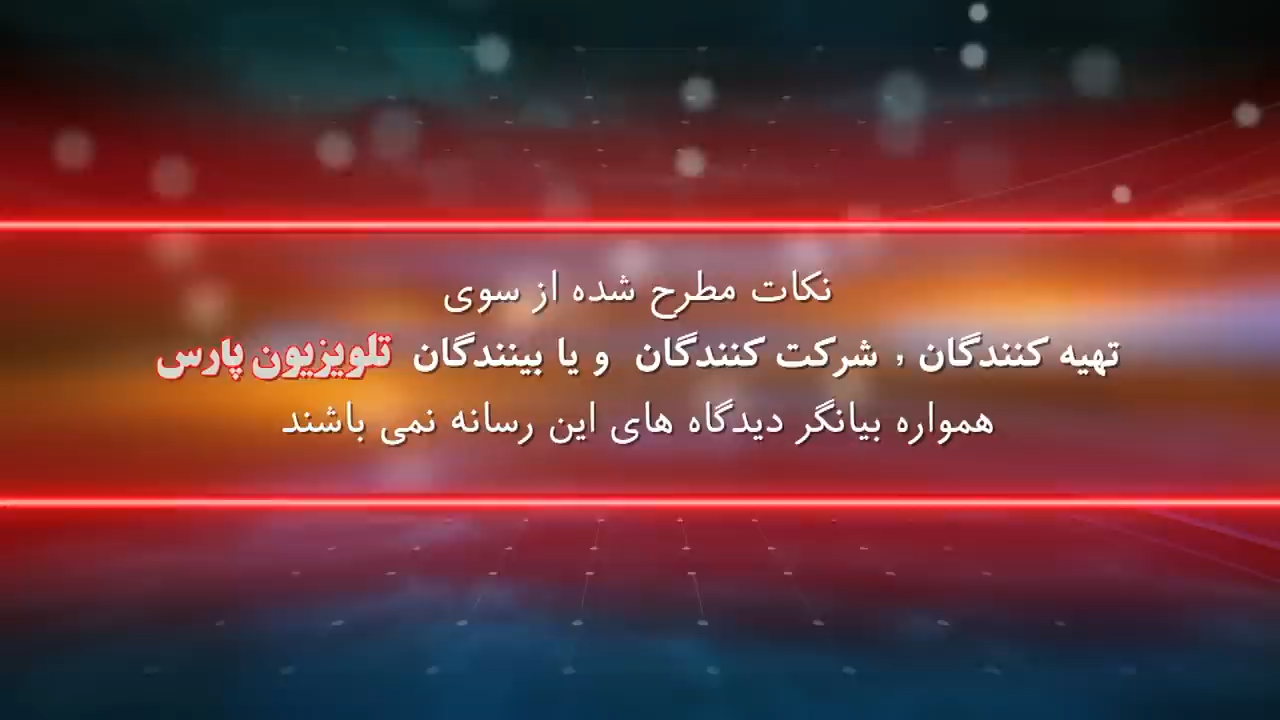 نکات مطرح شده از سوی
تهیه کنندگان , شرکت کنندگان و یا بینندگان تلویزیون پارس
همواره بیانگر دیدگاه های این رسانه نمی باشند